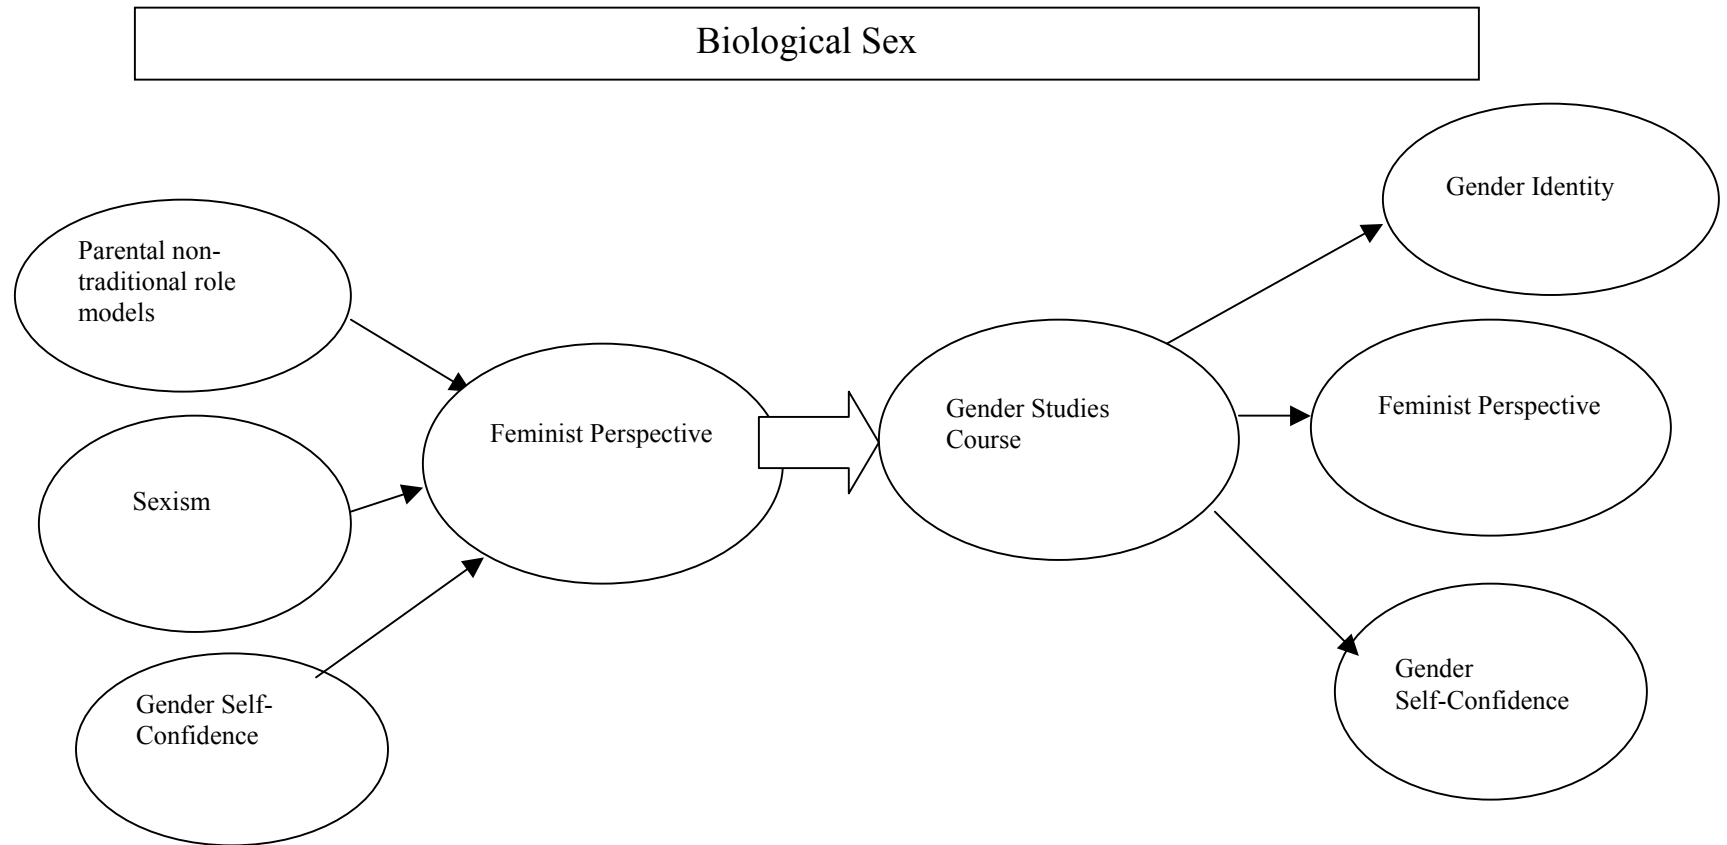 Biological Sex
Parental non-
traditional role
models
Sexism
Gender Self-
Confidence
Feminist Perspective
Gender Studies
Course
Gender Identity
Feminist Perspective
Gender
Self-Confidence